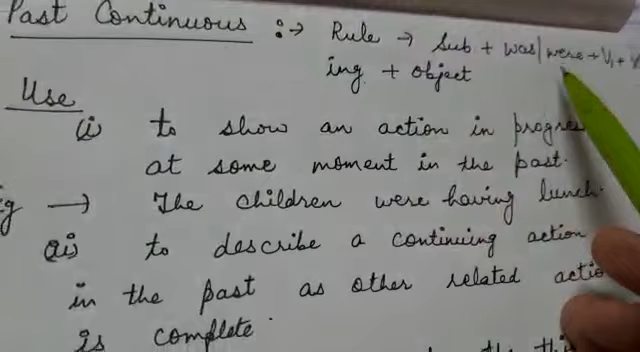 Past Continuous :→ Rule → Sub + was/were + V1 +
ing + object
Use
(i) to show an action in
at some moment in the past.
→ The children were having lunch.
(ii) to describe a continuing action
in the past as other related
is complete.
the